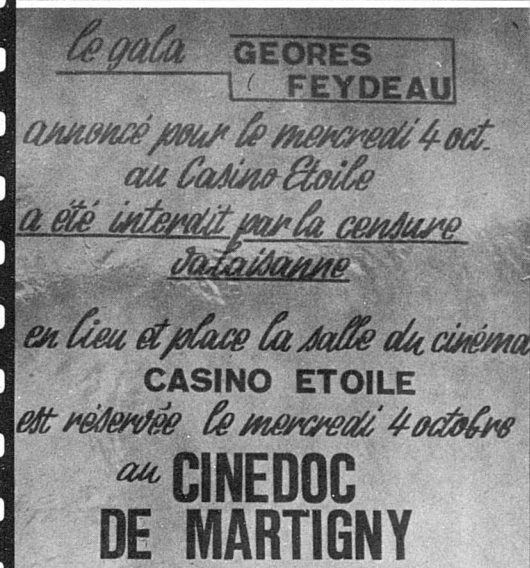 le gala GEORES
FEYDEAU
annoncé pour le mercredi 4 oct.
au Casino Etoile
a été interdit par la censure
valaisanne
en lieu et place la salle du cinéma
CASINO ETOILE
est réservée le mercredi 4 octobre
au CINEDOC
DE MARTIGNY